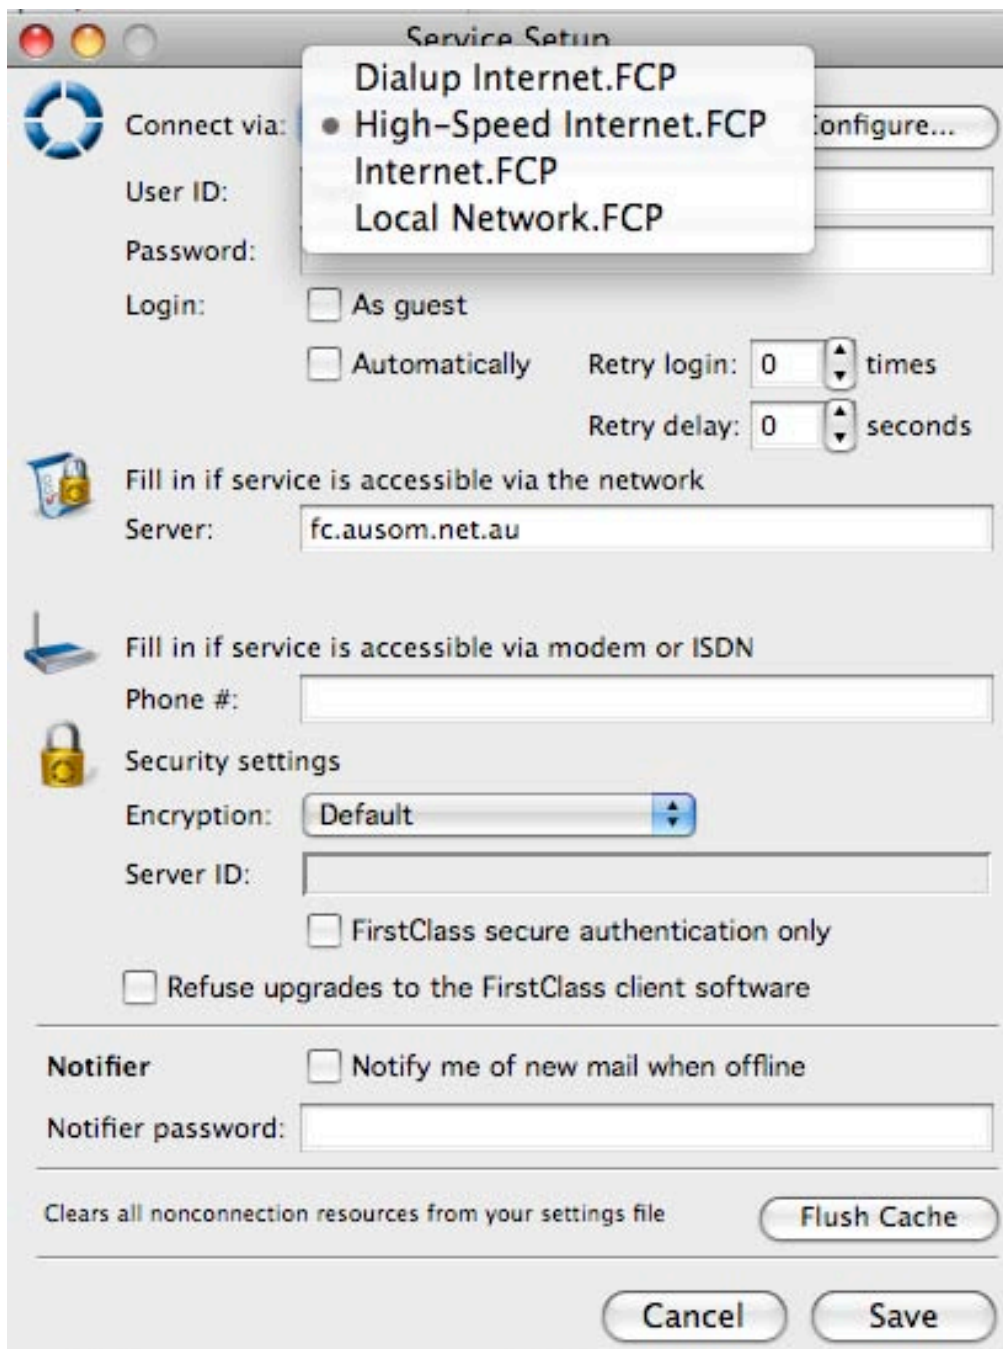 Service Setup
Dialup Internet.FCP
Connect via: High-Speed Internet.FCP onfigure...
Internet.FCP
User ID:
Local Network.FCP
Password:
Login: As guest
Automatically Retry login: 0 times
Retry delay: 0 seconds
Fill in if service is accessible via the network
Server: fc.ausom.net.au
Fill in if service is accessible via modem or ISDN
Phone #:
Security settings
Encryption: Default
Server ID:
FirstClass secure authentication only
Refuse upgrades to the FirstClass client software
Notifier Notify me of new mail when offline
Notifier password:
Clears all nonconnection resources from your settings file Flush Cache
Cancel Save